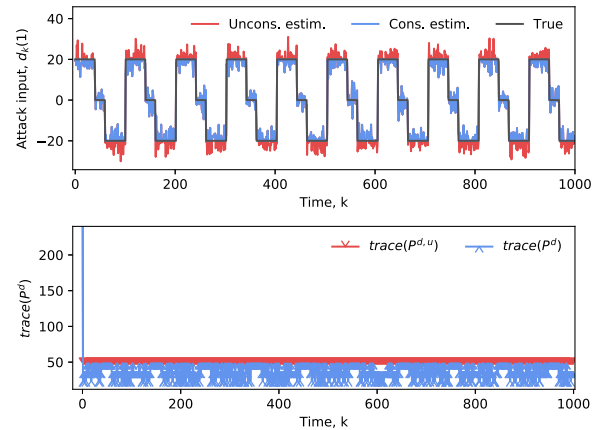 Uncons. estim. Cons. estim. True
Attack input, d_k(1)
40
20
0
−20
0 200 400 600 800 1000
Time, k
trace(P^{d,u}) trace(P^d)
trace(P^d)
200
150
100
50
0 200 400 600 800 1000
Time, k